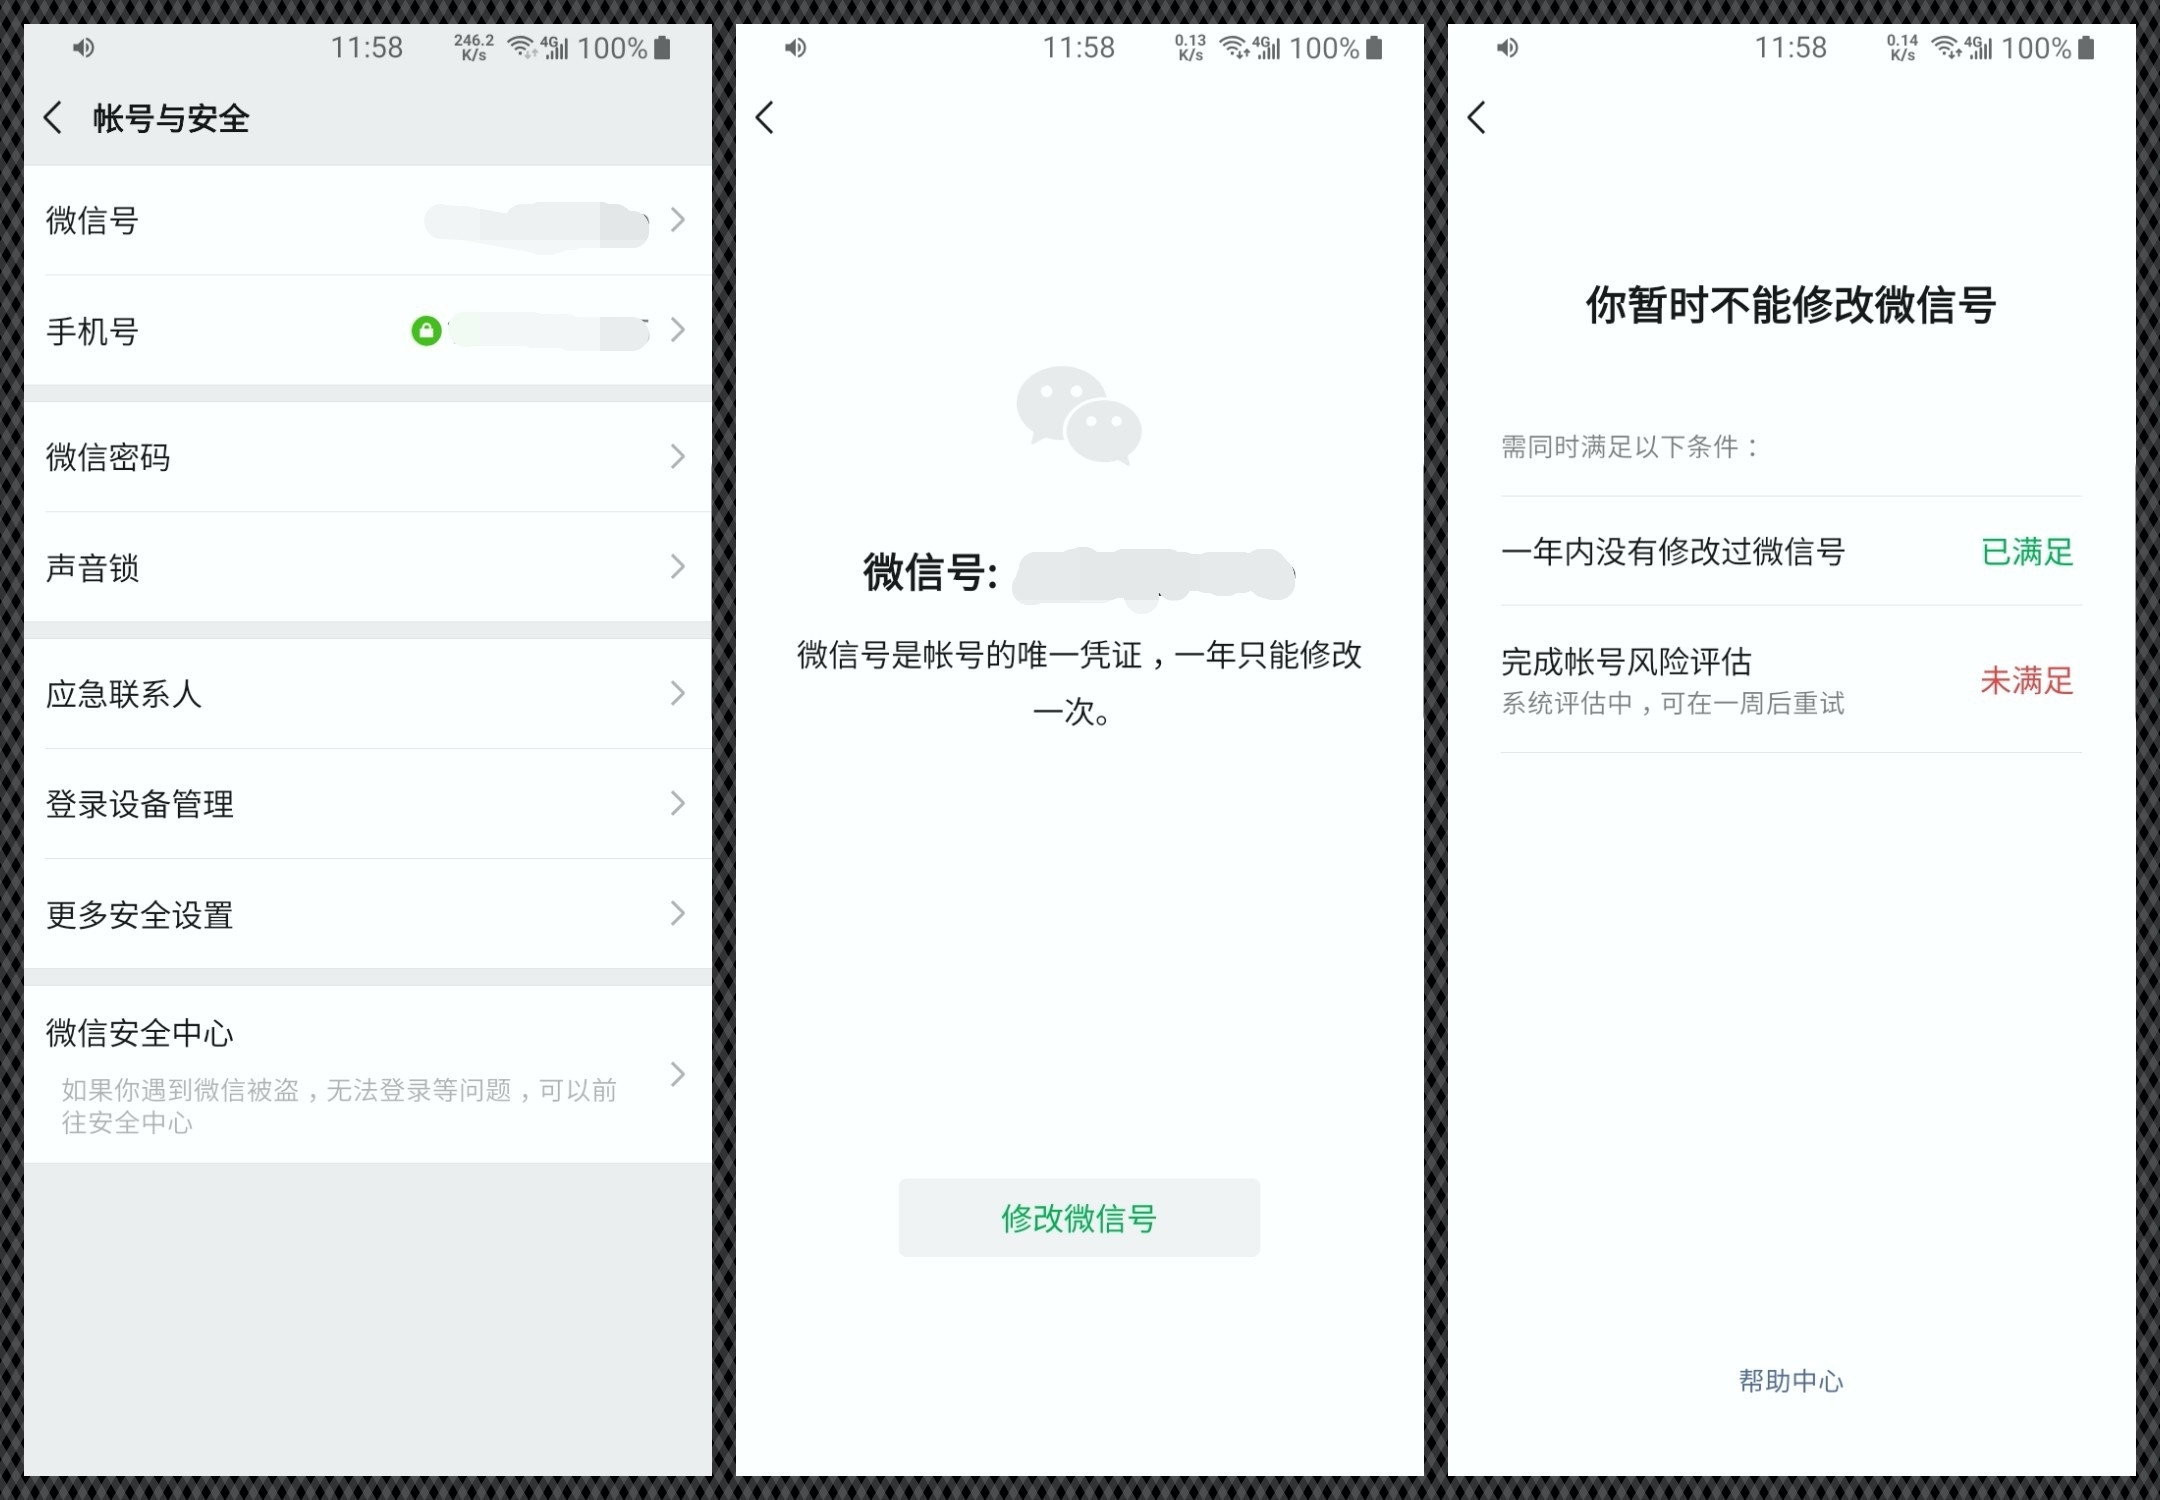 11:58
246.2
K/s
4G
100%
帐号与安全
微信号
手机号
微信密码
声音锁
应急联系人
登录设备管理
更多安全设置
微信安全中心
如果你遇到微信被盗，无法登录等问题，可以前
往安全中心
11:58
0.13
K/s
4G
100%
微信号:
微信号是帐号的唯一凭证，一年只能修改
一次。
修改微信号
11:58
0.14
K/s
4G
100%
你暂时不能修改微信号
需同时满足以下条件：
一年内没有修改过微信号
已满足
完成帐号风险评估
系统评估中，可在一周后重试
未满足
帮助中心